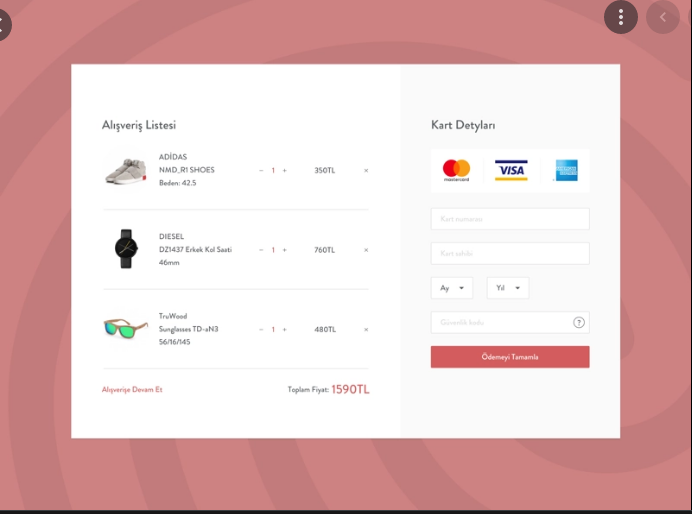 Alışveriş Listesi
ADİDAS
NMD_R1 SHOES
Beden: 42.5
− 1 +
350TL
×
DIESEL
DZ1437 Erkek Kol Saati
46mm
− 1 +
760TL
×
TruWood
Sunglasses TD-sN3
56/16/145
− 1 +
480TL
×
Alışverişe Devam Et
Toplam Fiyat: 1590TL
Kart Detyları
mastercard
VISA
Kart numarası
Kart sahibi
Ay
Yıl
Güvenlik kodu
?
Ödemeyi Tamamla